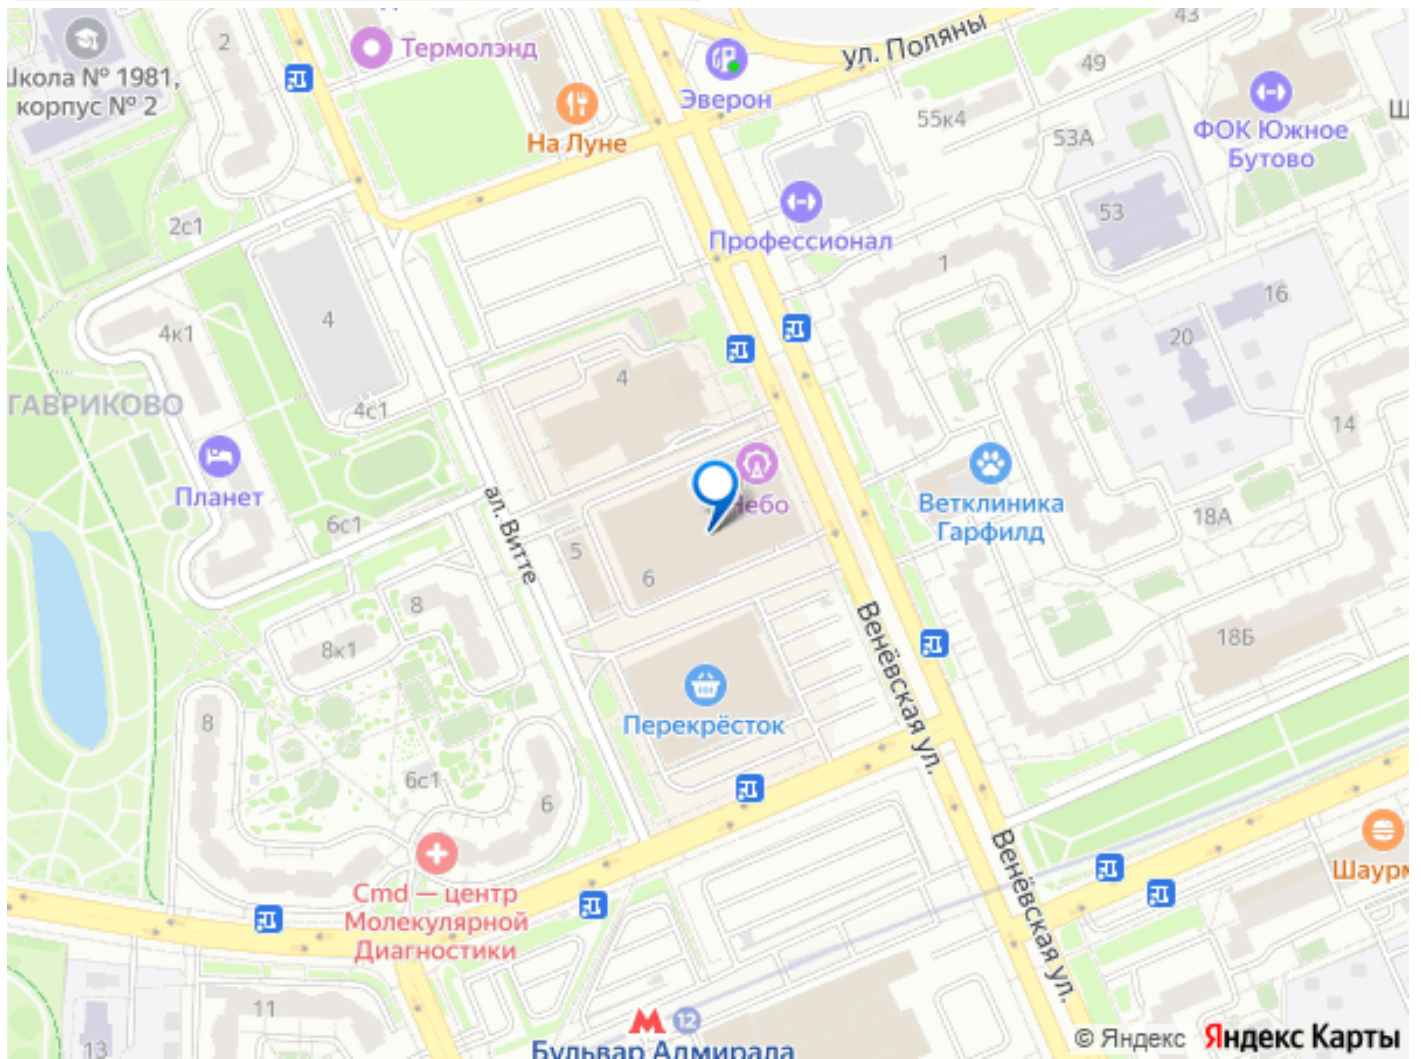 2
Термолэнд
Школа № 1981,
корпус № 2
На Луне
Эверон
ул. Поляны
43
49
55к4
53А
ФОК Южное
Бутово
53
2с1
Профессионал
1
16
4
4к1
20
4
ГАВРИКОВО
4с1
14
Планет
Небо
Ветклиника
Гарфилд
6с1
ал. Витте
5
6
18А
8
8к1
Венёвская ул.
18Б
8
Перекрёсток
6с1
6
Cmd — центр
Молекулярной
Диагностики
Венёвская ул.
Шаурм
11
12
13
Бульвар Адмирала
© Яндекс Яндекс Карты